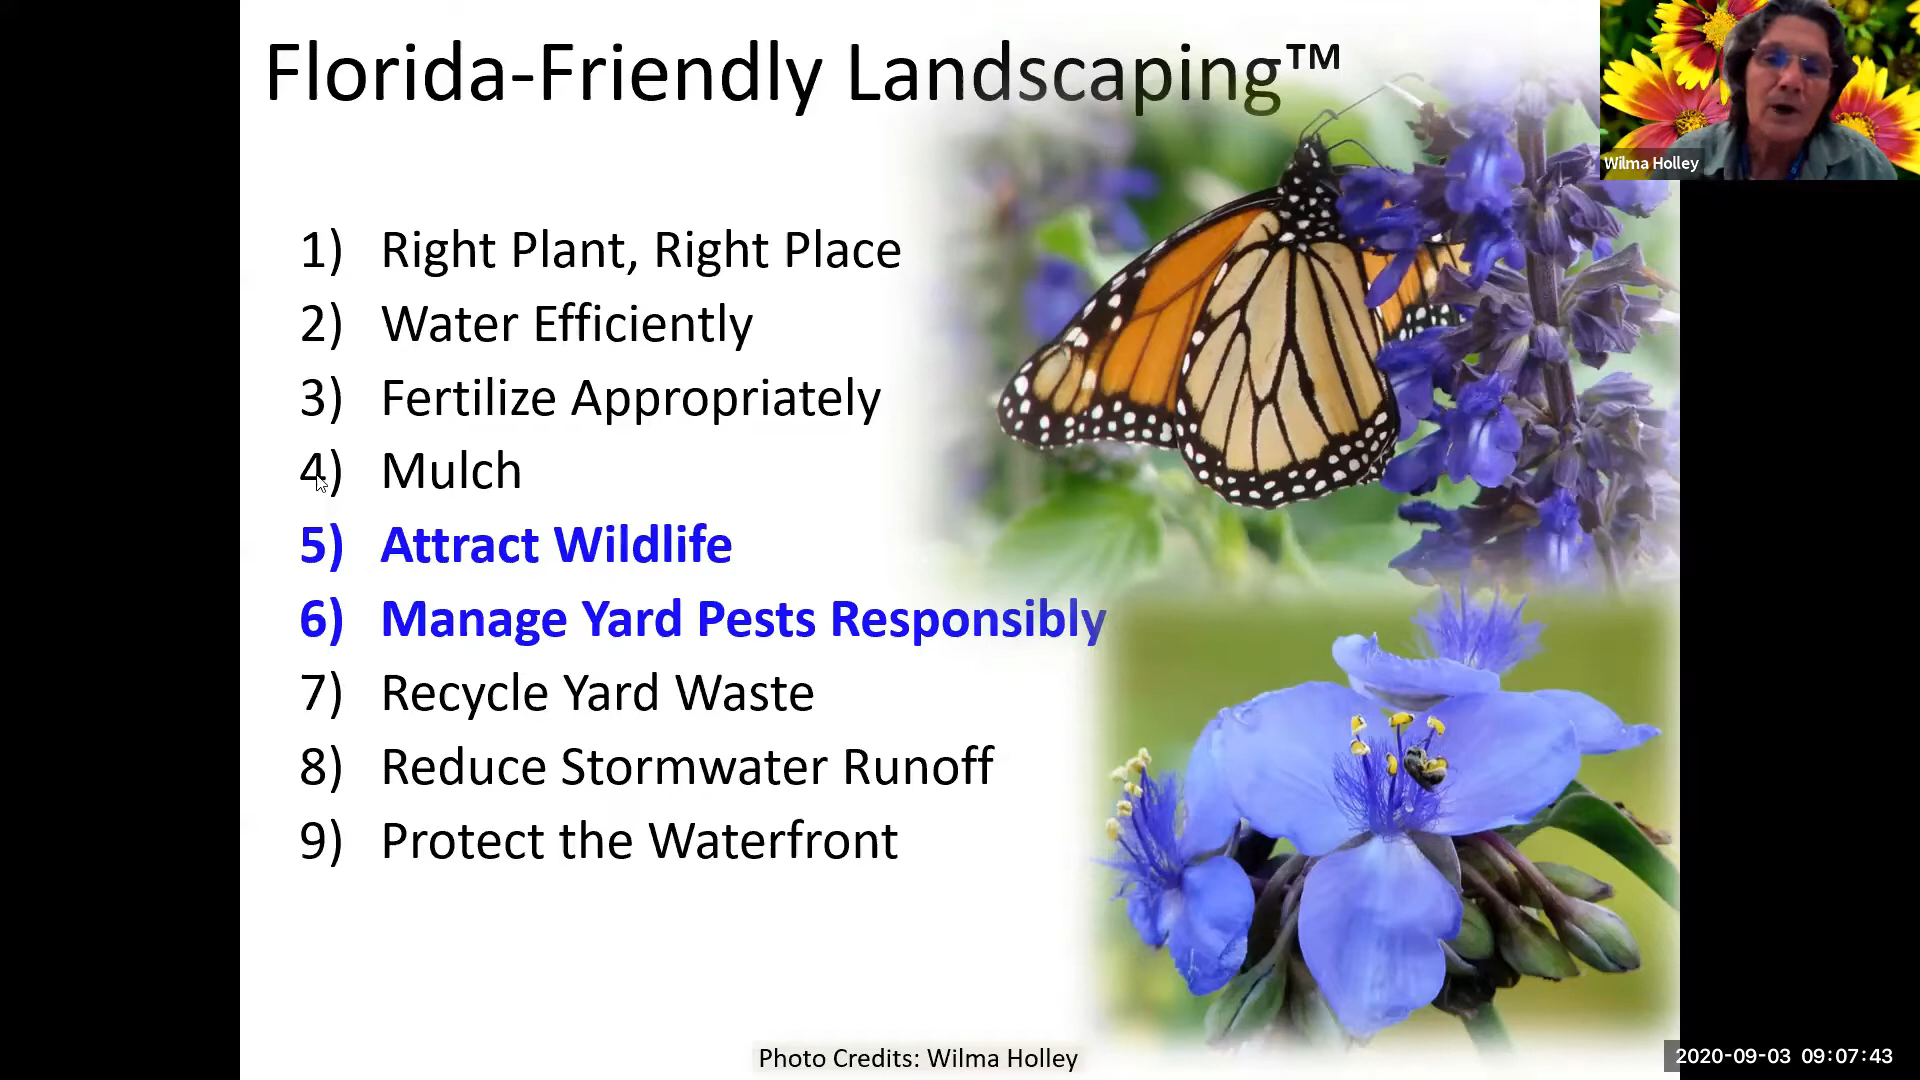 Florida-Friendly Landscaping™
Wilma Holley
1) Right Plant, Right Place
2) Water Efficiently
3) Fertilize Appropriately
4) Mulch
5) Attract Wildlife
6) Manage Yard Pests Responsibly
7) Recycle Yard Waste
8) Reduce Stormwater Runoff
9) Protect the Waterfront
Photo Credits: Wilma Holley
2020-09-03 09:07:43